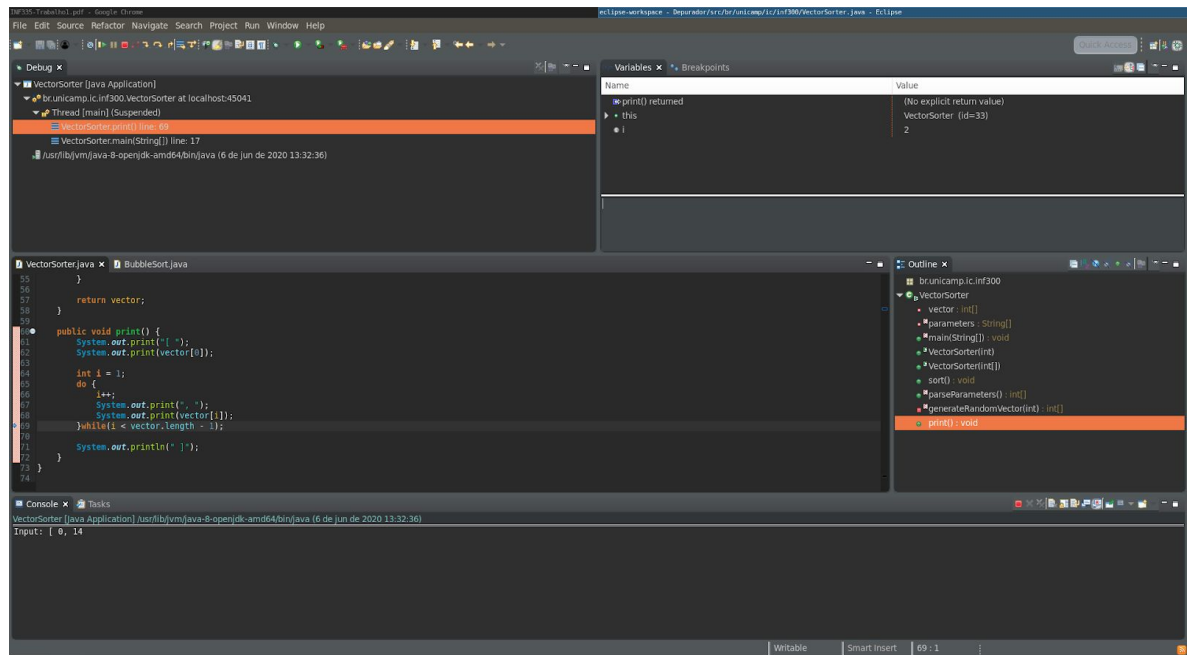 INF335-Trabalho1.pdf - Google Chrome
eclipse-workspace - Depurador/src/br/unicamp/ic/inf300/VectorSorter.java - Eclipse
File Edit Source Refactor Navigate Search Project Run Window Help
Quick Access
Debug
VectorSorter [Java Application]
br.unicamp.ic.inf300.VectorSorter at localhost:45041
Thread [main] (Suspended)
VectorSorter.print() line: 69
VectorSorter.main(String[]) line: 17
/usr/lib/jvm/java-8-openjdk-amd64/bin/java (6 de jun de 2020 13:32:36)
Variables Breakpoints
Name Value
print() returned (No explicit return value)
this VectorSorter (id=33)
i 2
VectorSorter.java BubbleSort.java
55 }
56
57 return vector;
58 }
59
60 public void print() {
61 System.out.print("[ ");
62 System.out.print(vector[0]);
63
64 int i = 1;
65 do {
66 i++;
67 System.out.print(", ");
68 System.out.print(vector[i]);
69 }while(i < vector.length - 1);
70
71 System.out.println(" ]");
72 }
73 }
74
Outline
br.unicamp.ic.inf300
VectorSorter
vector : int[]
parameters : String[]
main(String[]) : void
VectorSorter(int)
VectorSorter(int[])
sort() : void
parseParameters() : int[]
generateRandomVector(int) : int[]
print() : void
Console Tasks
VectorSorter [Java Application] /usr/lib/jvm/java-8-openjdk-amd64/bin/java (6 de jun de 2020 13:32:36)
Input: [ 0, 14
Writable Smart Insert 69 : 1